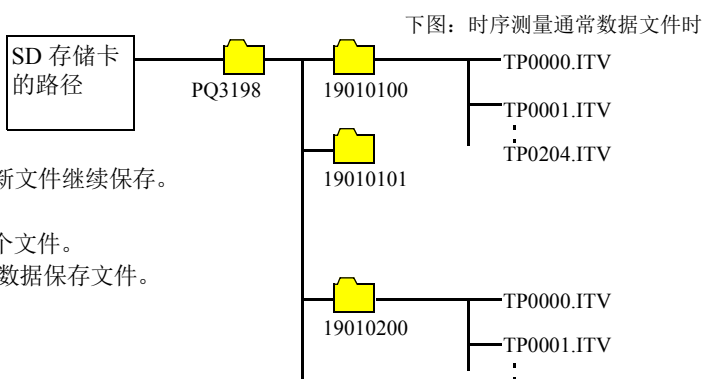 下图：时序测量通常数据文件时
SD 存储卡
的路径
PQ3198
19010100
TP0000.ITV
TP0001.ITV
TP0204.ITV
19010101
新文件继续保存。
个文件。
数据保存文件。
19010200
TP0000.ITV
TP0001.ITV